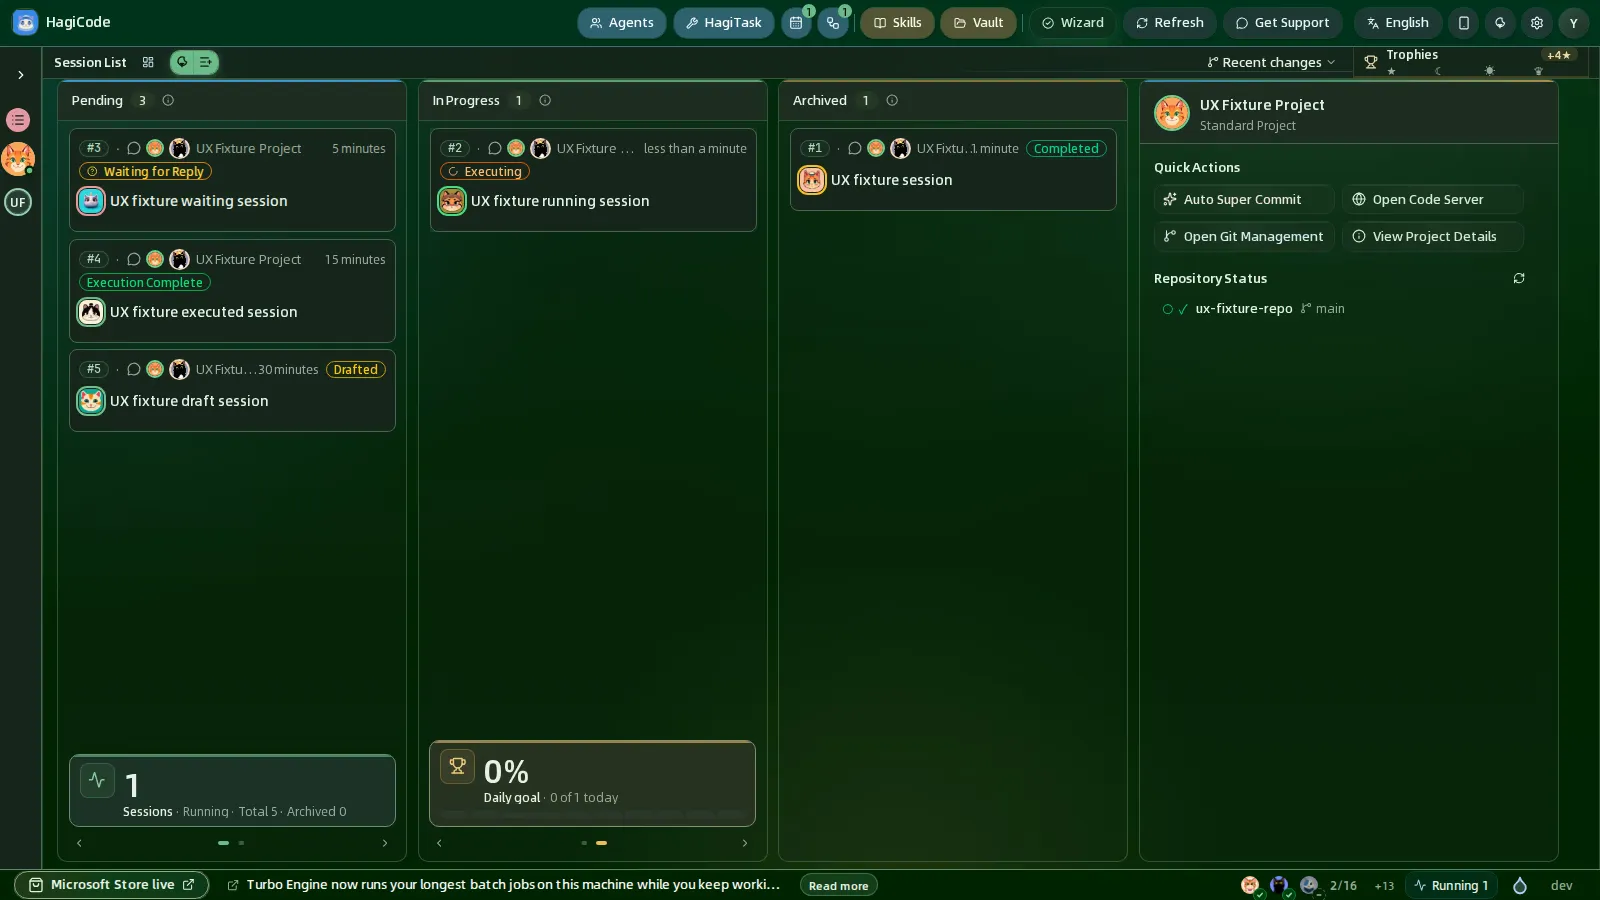 HagiCode
Agents
HagiTask
1
1
Skills
Vault
Wizard
Refresh
Get Support
English
Y
Session List
Recent changes
Trophies
+4★
UF
Pending 3
#3 · UX Fixture Project 5 minutes
Waiting for Reply
UX fixture waiting session
#4 · UX Fixture Project 15 minutes
Execution Complete
UX fixture executed session
#5 · UX Fixtu... 30 minutes Drafted
UX fixture draft session
1
Sessions · Running · Total 5 · Archived 0
In Progress 1
#2 · UX Fixture ... less than a minute
Executing
UX fixture running session
0%
Daily goal · 0 of 1 today
Archived 1
#1 · UX Fixtu...1 minute Completed
UX fixture session
UX Fixture Project
Standard Project
Quick Actions
Auto Super Commit
Open Code Server
Open Git Management
View Project Details
Repository Status
ux-fixture-repo main
Microsoft Store live
Turbo Engine now runs your longest batch jobs on this machine while you keep worki...
Read more
2/16
+13
Running 1
dev